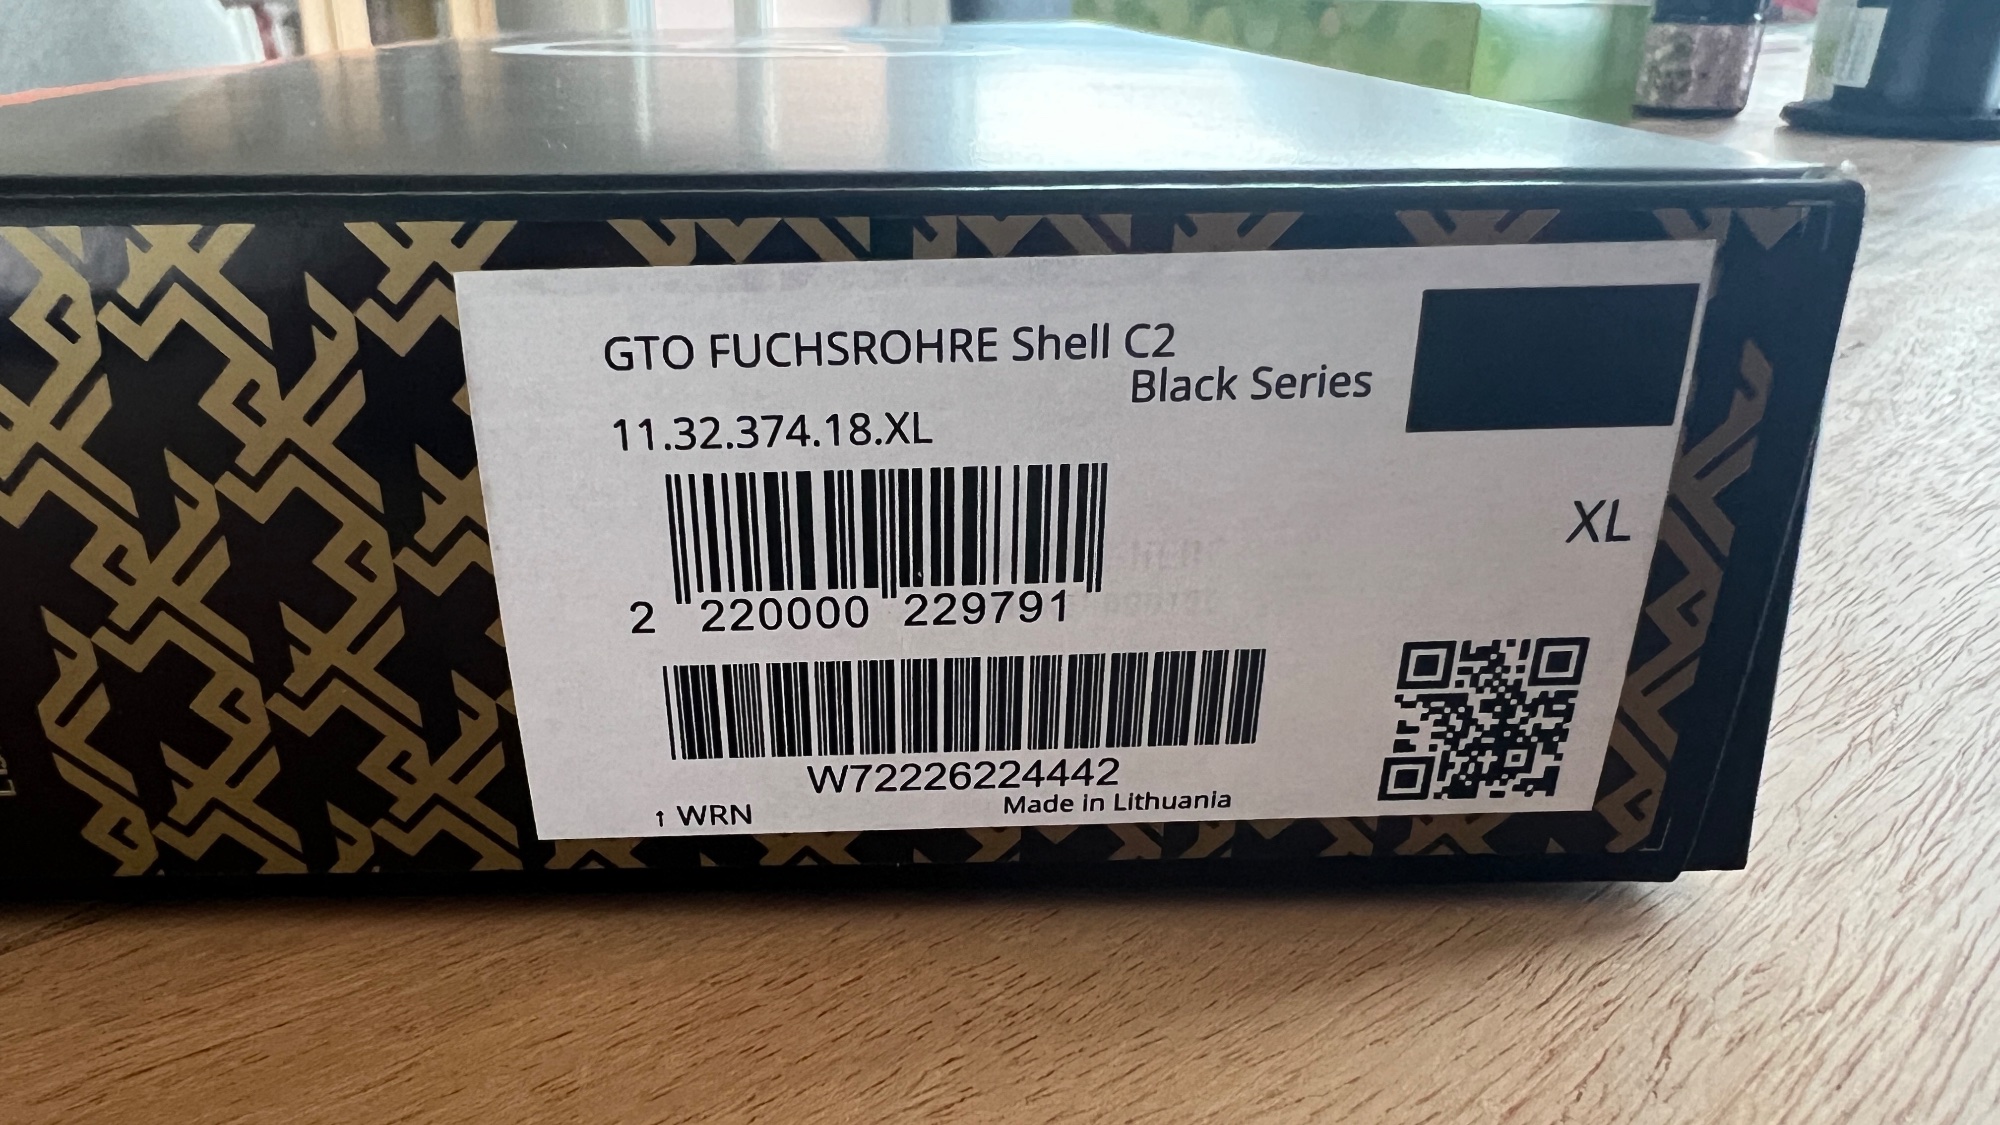 GTO FUCHSROHRE Shell C2
Black Series
11.32.374.18.XL
XL
2 220000 229791
W72226224442
↑ WRN
Made in Lithuania